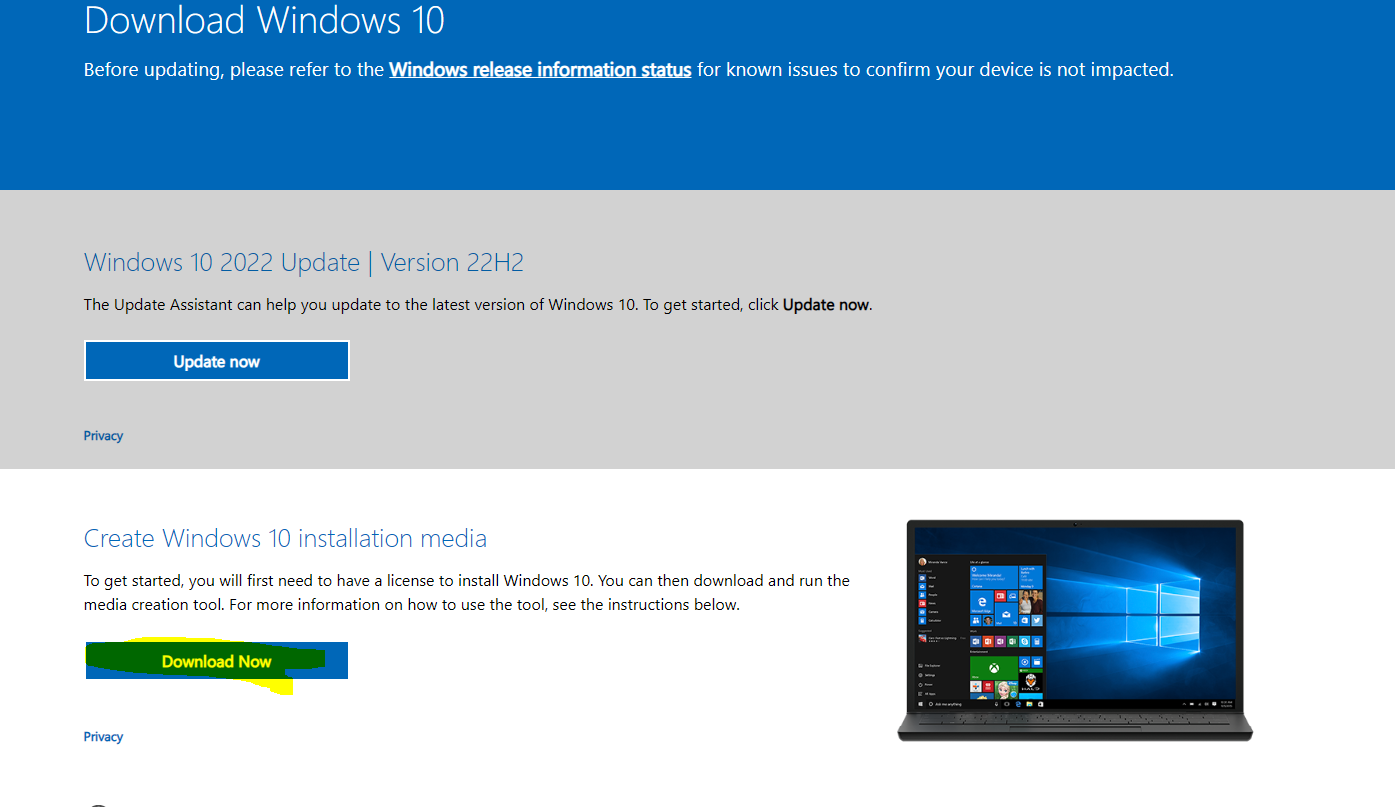 Download Windows 10
Before updating, please refer to the Windows release information status for known issues to confirm your device is not impacted.
Windows 10 2022 Update | Version 22H2
The Update Assistant can help you update to the latest version of Windows 10. To get started, click Update now.
Update now
Privacy
Create Windows 10 installation media
To get started, you will first need to have a license to install Windows 10. You can then download and run the
media creation tool. For more information on how to use the tool, see the instructions below.
Download Now
Privacy